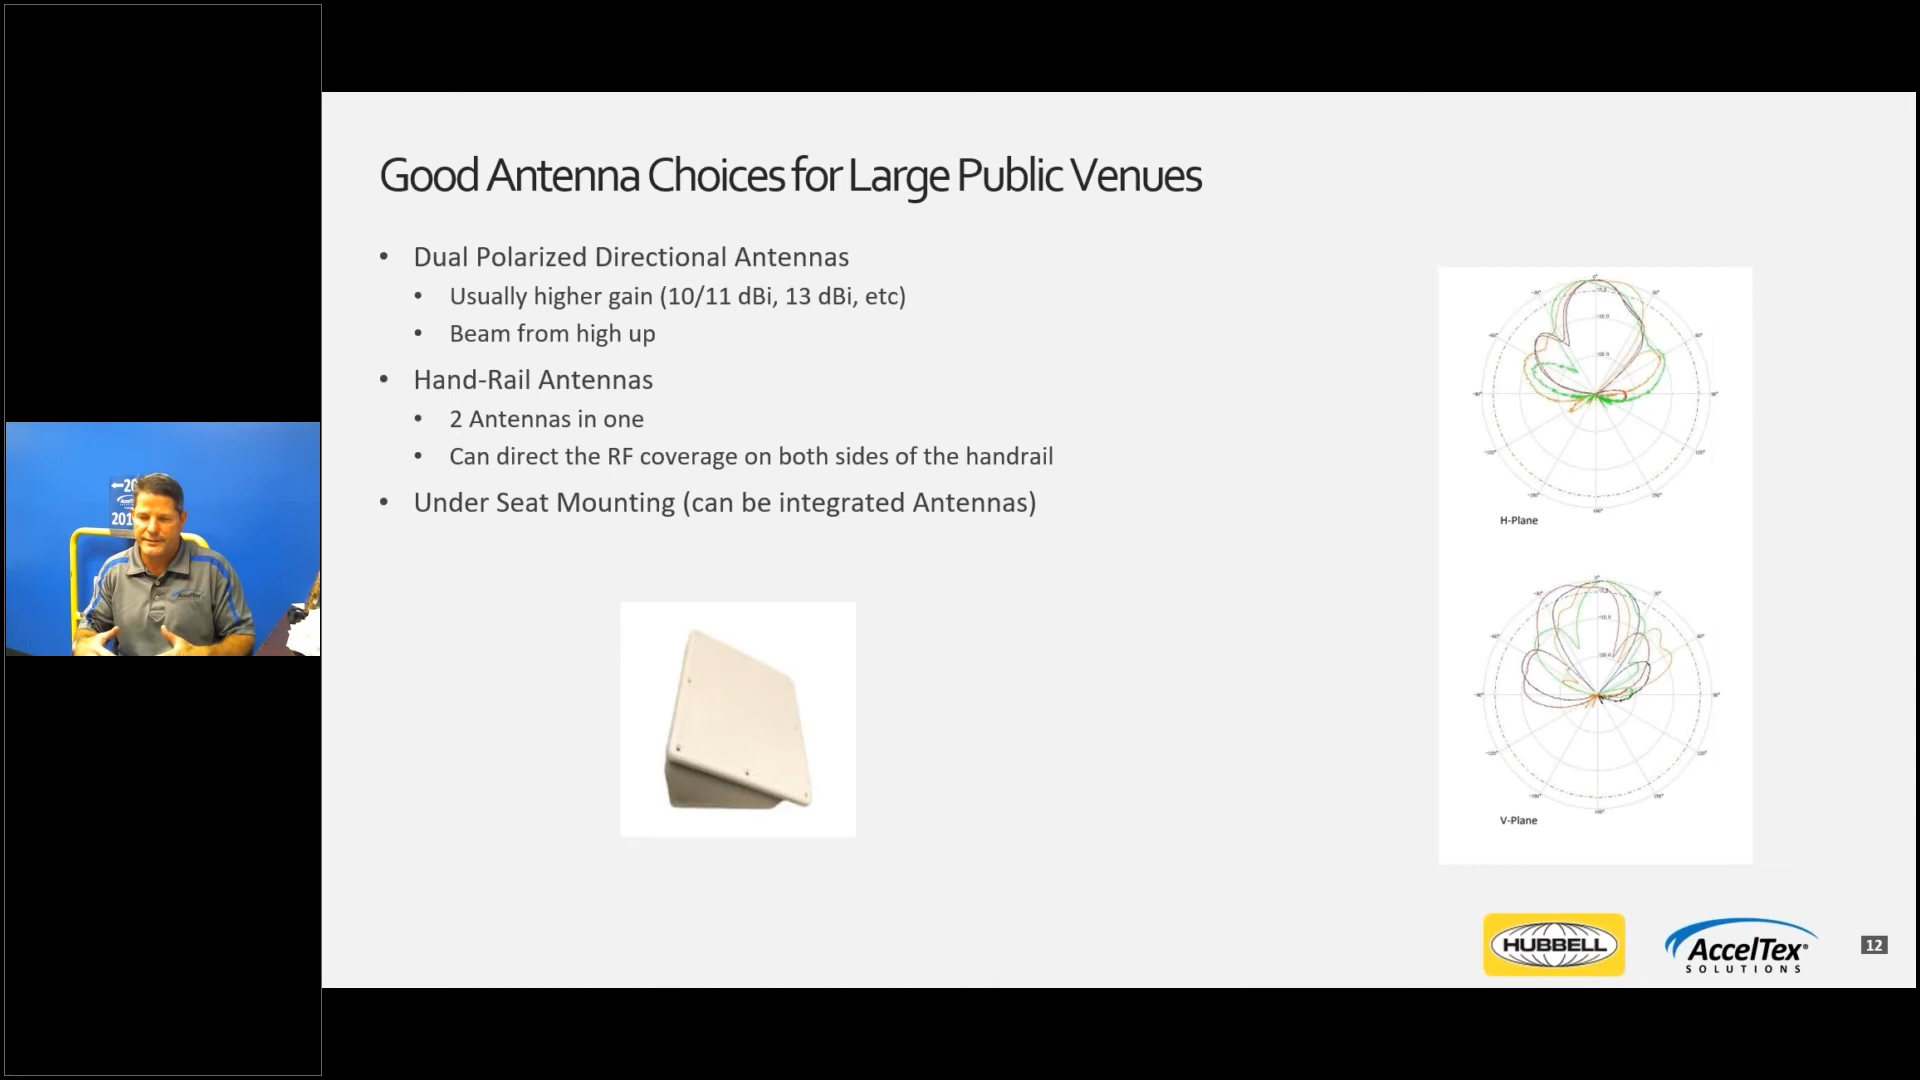 Good Antenna Choices for Large Public Venues
• Dual Polarized Directional Antennas
• Usually higher gain (10/11 dBi, 13 dBi, etc)
• Beam from high up
• Hand-Rail Antennas
• 2 Antennas in one
• Can direct the RF coverage on both sides of the handrail
• Under Seat Mounting (can be integrated Antennas)
H-Plane
V-Plane
AccelTex
HUBBELL
AccelTex®
SOLUTIONS
12